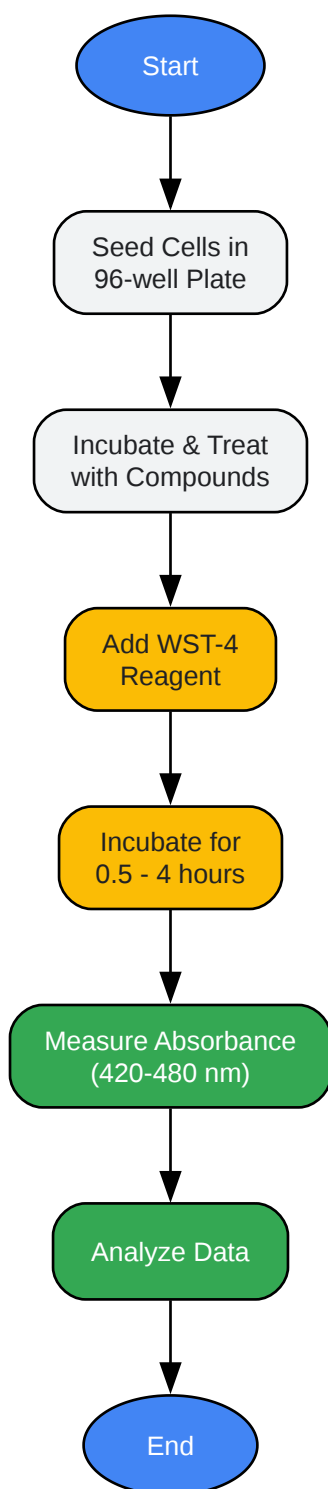 Start
Seed Cells in
96-well Plate
Incubate & Treat
with Compounds
Add WST-4
Reagent
Incubate for
0.5 - 4 hours
Measure Absorbance
(420-480 nm)
Analyze Data
End